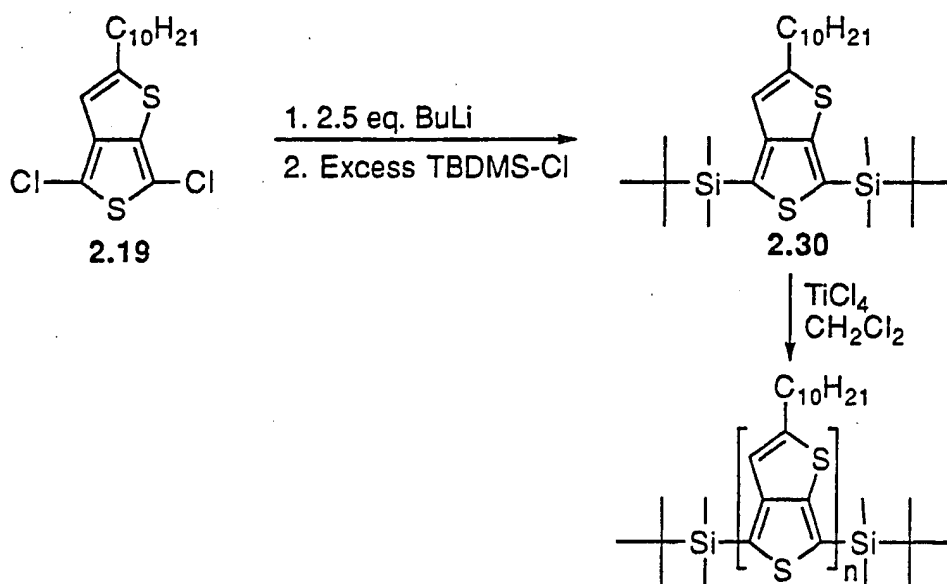 C₁₀H₂₁
S
Cl
Cl
S
2.19
1. 2.5 eq. BuLi
2. Excess TBDMS-Cl
C₁₀H₂₁
S
Si
Si
S
2.30
TiCl₄
CH₂Cl₂
C₁₀H₂₁
S
Si
Si
S
n